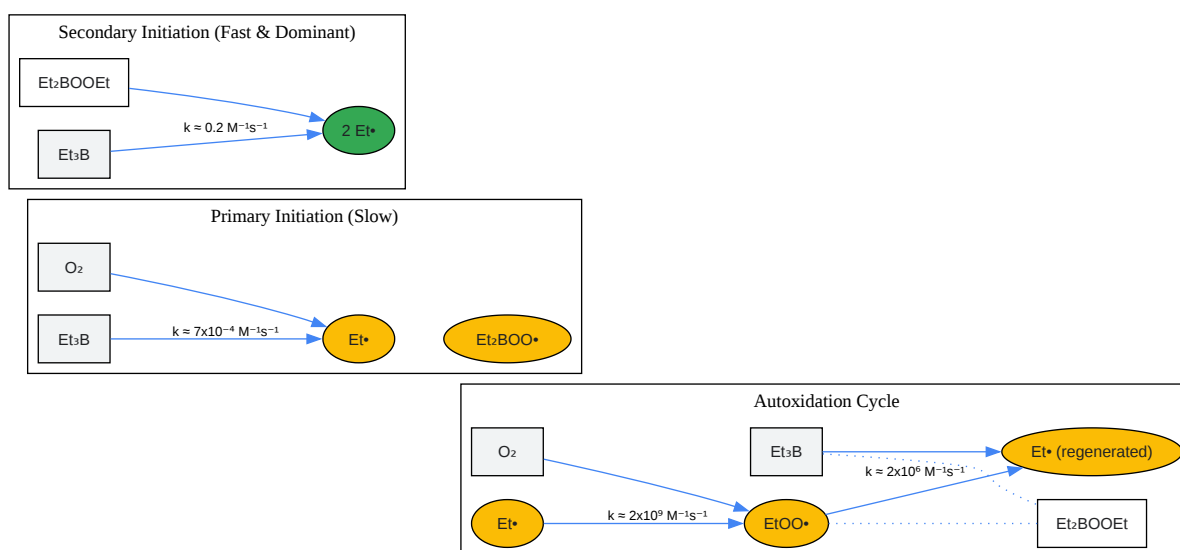 Secondary Initiation (Fast & Dominant)
Et₂BOOEt
k ≈ 0.2 M⁻¹s⁻¹
2 Et•
Et₃B
Primary Initiation (Slow)
O₂
k ≈ 7x10⁻⁴ M⁻¹s⁻¹
Et₃B
Et•
Et₂BOO•
Autoxidation Cycle
O₂
Et₃B
Et• (regenerated)
k ≈ 2x10⁶ M⁻¹s⁻¹
Et•
k ≈ 2x10⁹ M⁻¹s⁻¹
EtOO•
Et₂BOOEt